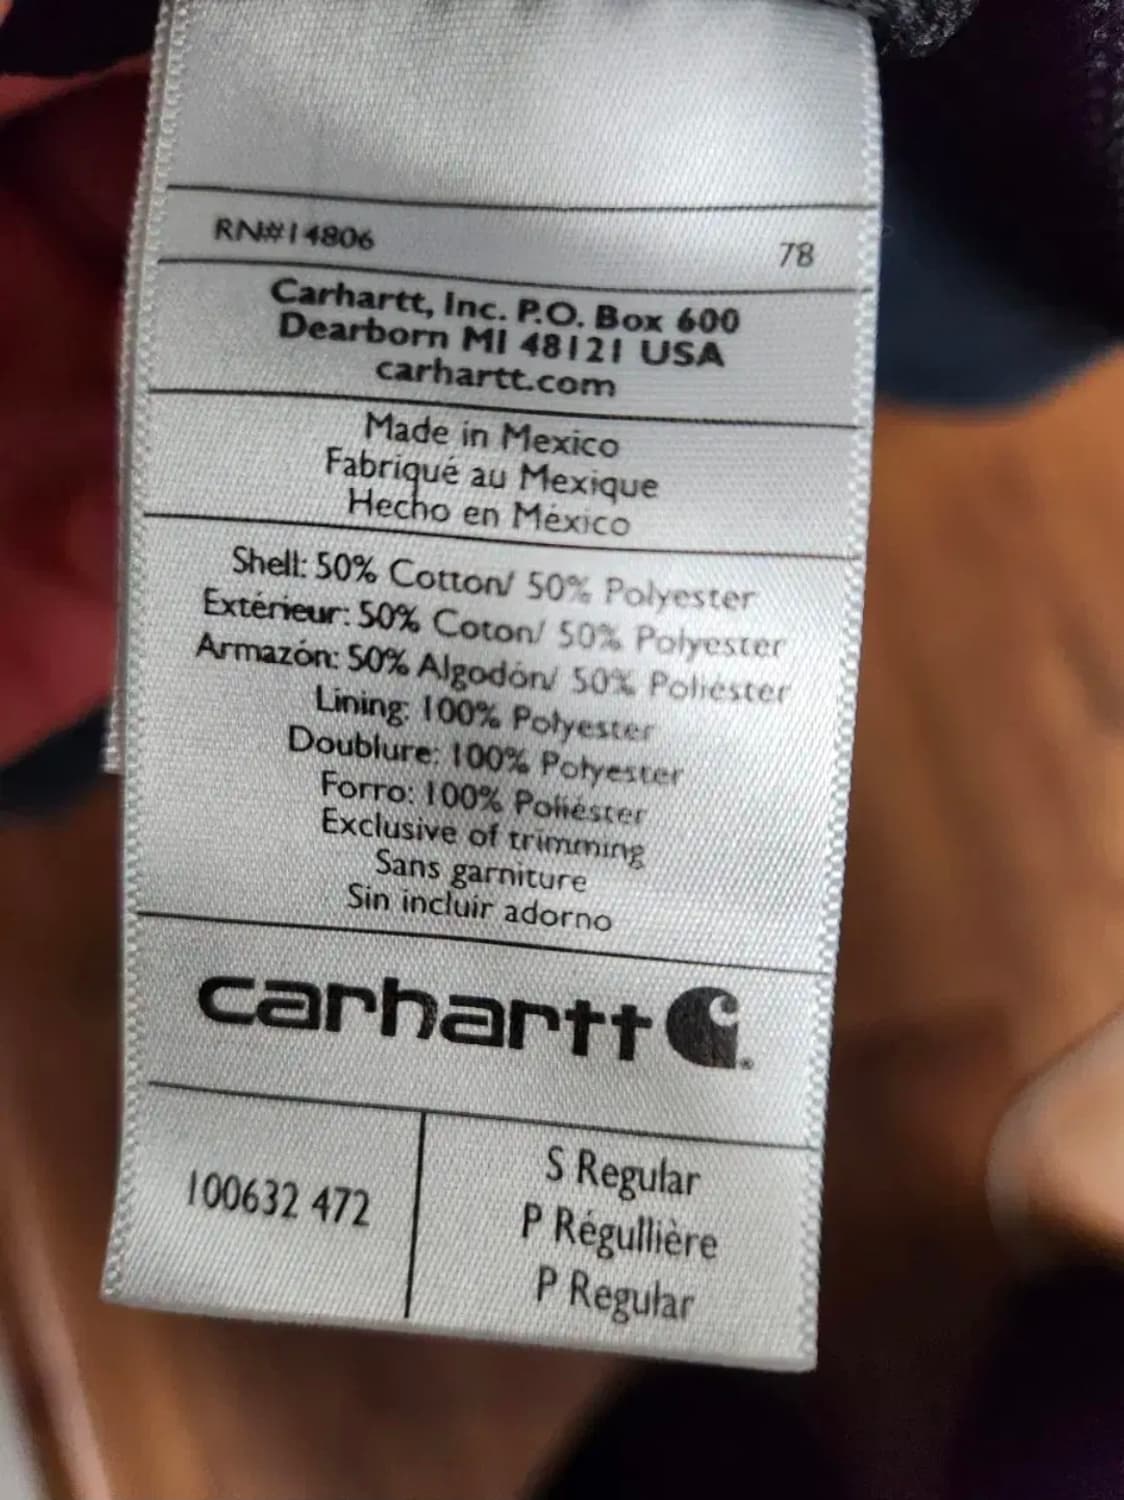 RN#14806
78
Carhartt, Inc. P.O. Box 600
Dearborn MI 48121 USA
carhartt.com
Made in Mexico
Fabriqué au Mexique
Hecho en México
Shell: 50% Cotton/ 50% Polyester
Extérieur: 50% Coton/ 50% Polyester
Armazón: 50% Algodón/ 50% Poliéster
Lining: 100% Polyester
Doublure: 100% Polyester
Forro: 100% Poliéster
Exclusive of trimming
Sans garniture
Sin incluir adorno
carhartt
100632 472
S Regular
P Régullière
P Regular